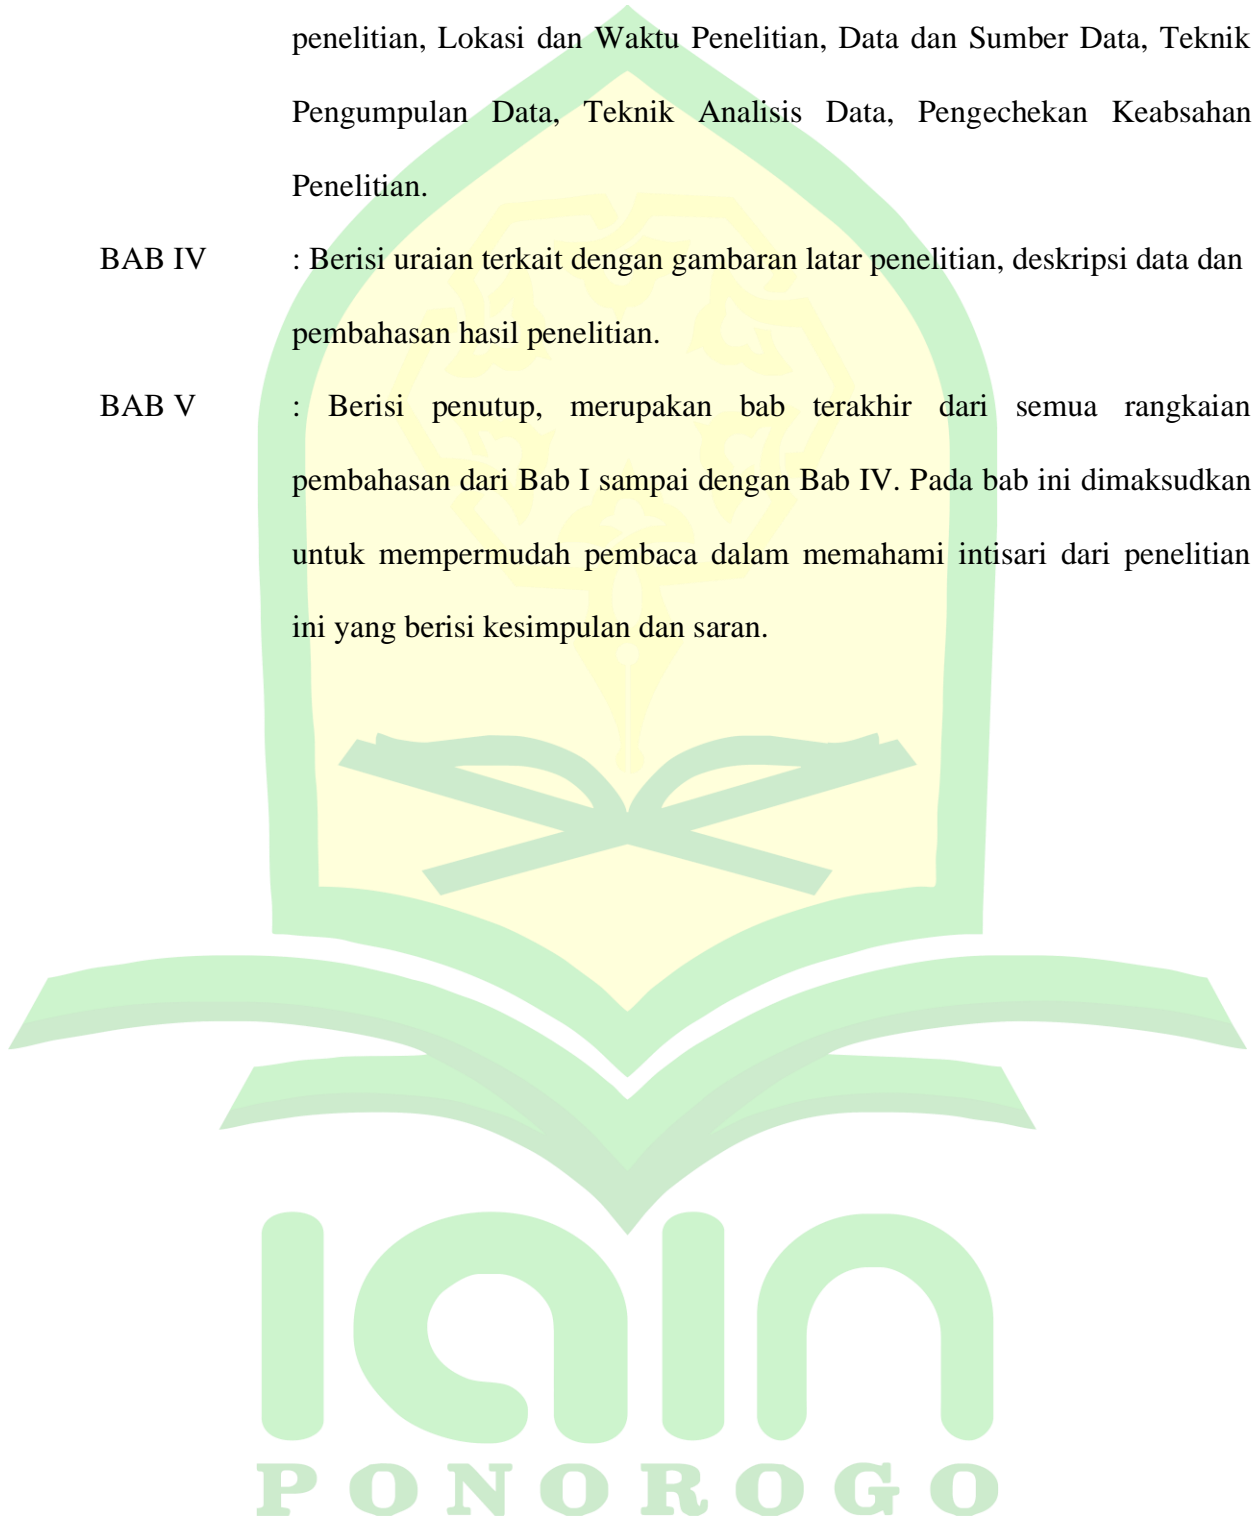 penelitian, Lokasi dan Waktu Penelitian, Data dan Sumber Data, Teknik
Pengumpulan Data, Teknik Analisis Data, Pengechekan Keabsahan
Penelitian.
BAB IV : Berisi uraian terkait dengan gambaran latar penelitian, deskripsi data dan
pembahasan hasil penelitian.
BAB V : Berisi penutup, merupakan bab terakhir dari semua rangkaian
pembahasan dari Bab I sampai dengan Bab IV. Pada bab ini dimaksudkan
untuk mempermudah pembaca dalam memahami intisari dari penelitian
ini yang berisi kesimpulan dan saran.
iain
PONOROGO